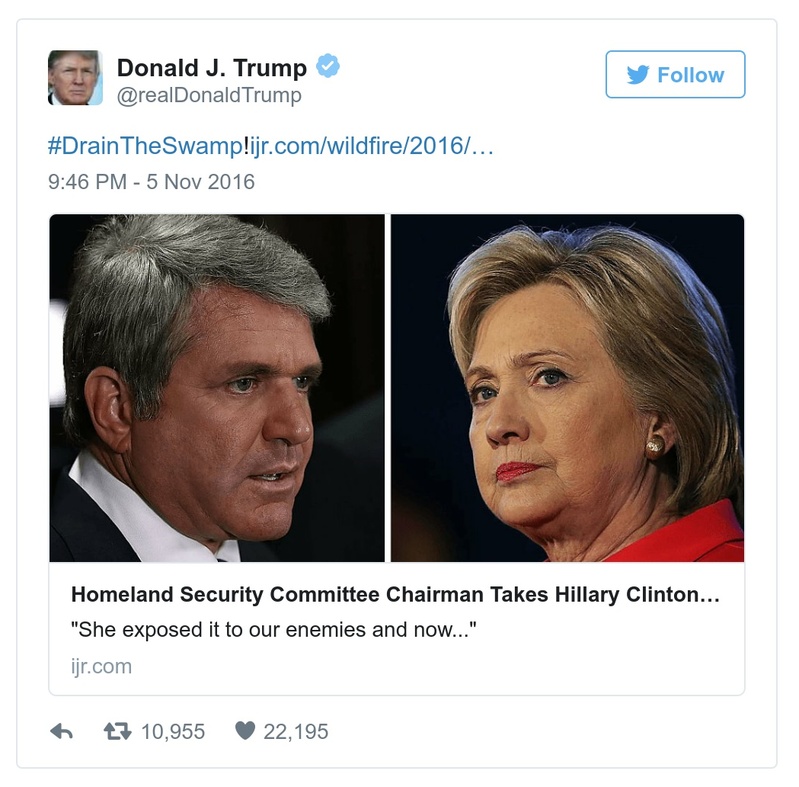 Donald J. Trump
Follow
@realDonaldTrump
#DrainTheSwamp!ijr.com/wildfire/2016/…
9:46 PM - 5 Nov 2016
Homeland Security Committee Chairman Takes Hillary Clinton…
"She exposed it to our enemies and now..."
ijr.com
10,955 22,195